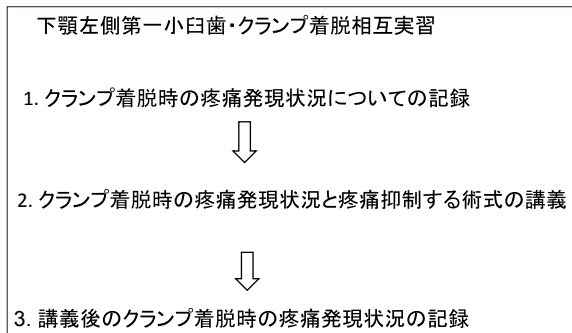 下顎左側第一小臼歯・クランプ着脱相互実習
1. クランプ着脱時の疼痛発現状況についての記録
2. クランプ着脱時の疼痛発現状況と疼痛抑制する術式の講義
3. 講義後のクランプ着脱時の疼痛発現状況の記録